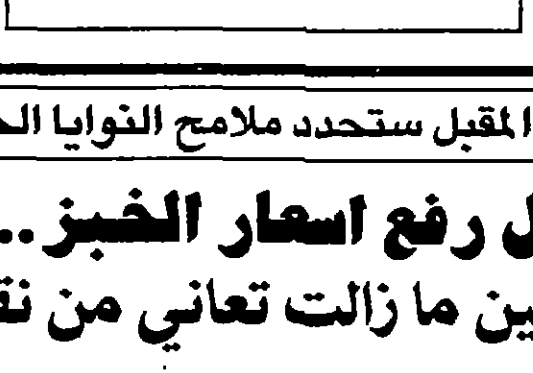 المقبل ستحدد ملامح النوايا
رفع اسعار الخبز..
ما زالت تعاني من